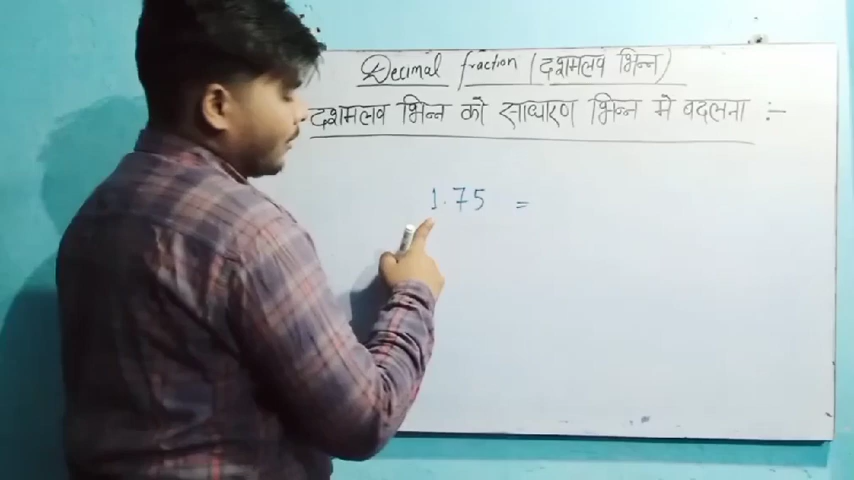 Decimal fraction (दशमलव भिन्न)
दशमलव भिन्न को साधारण भिन्न मे बदलना :-
1.75 =